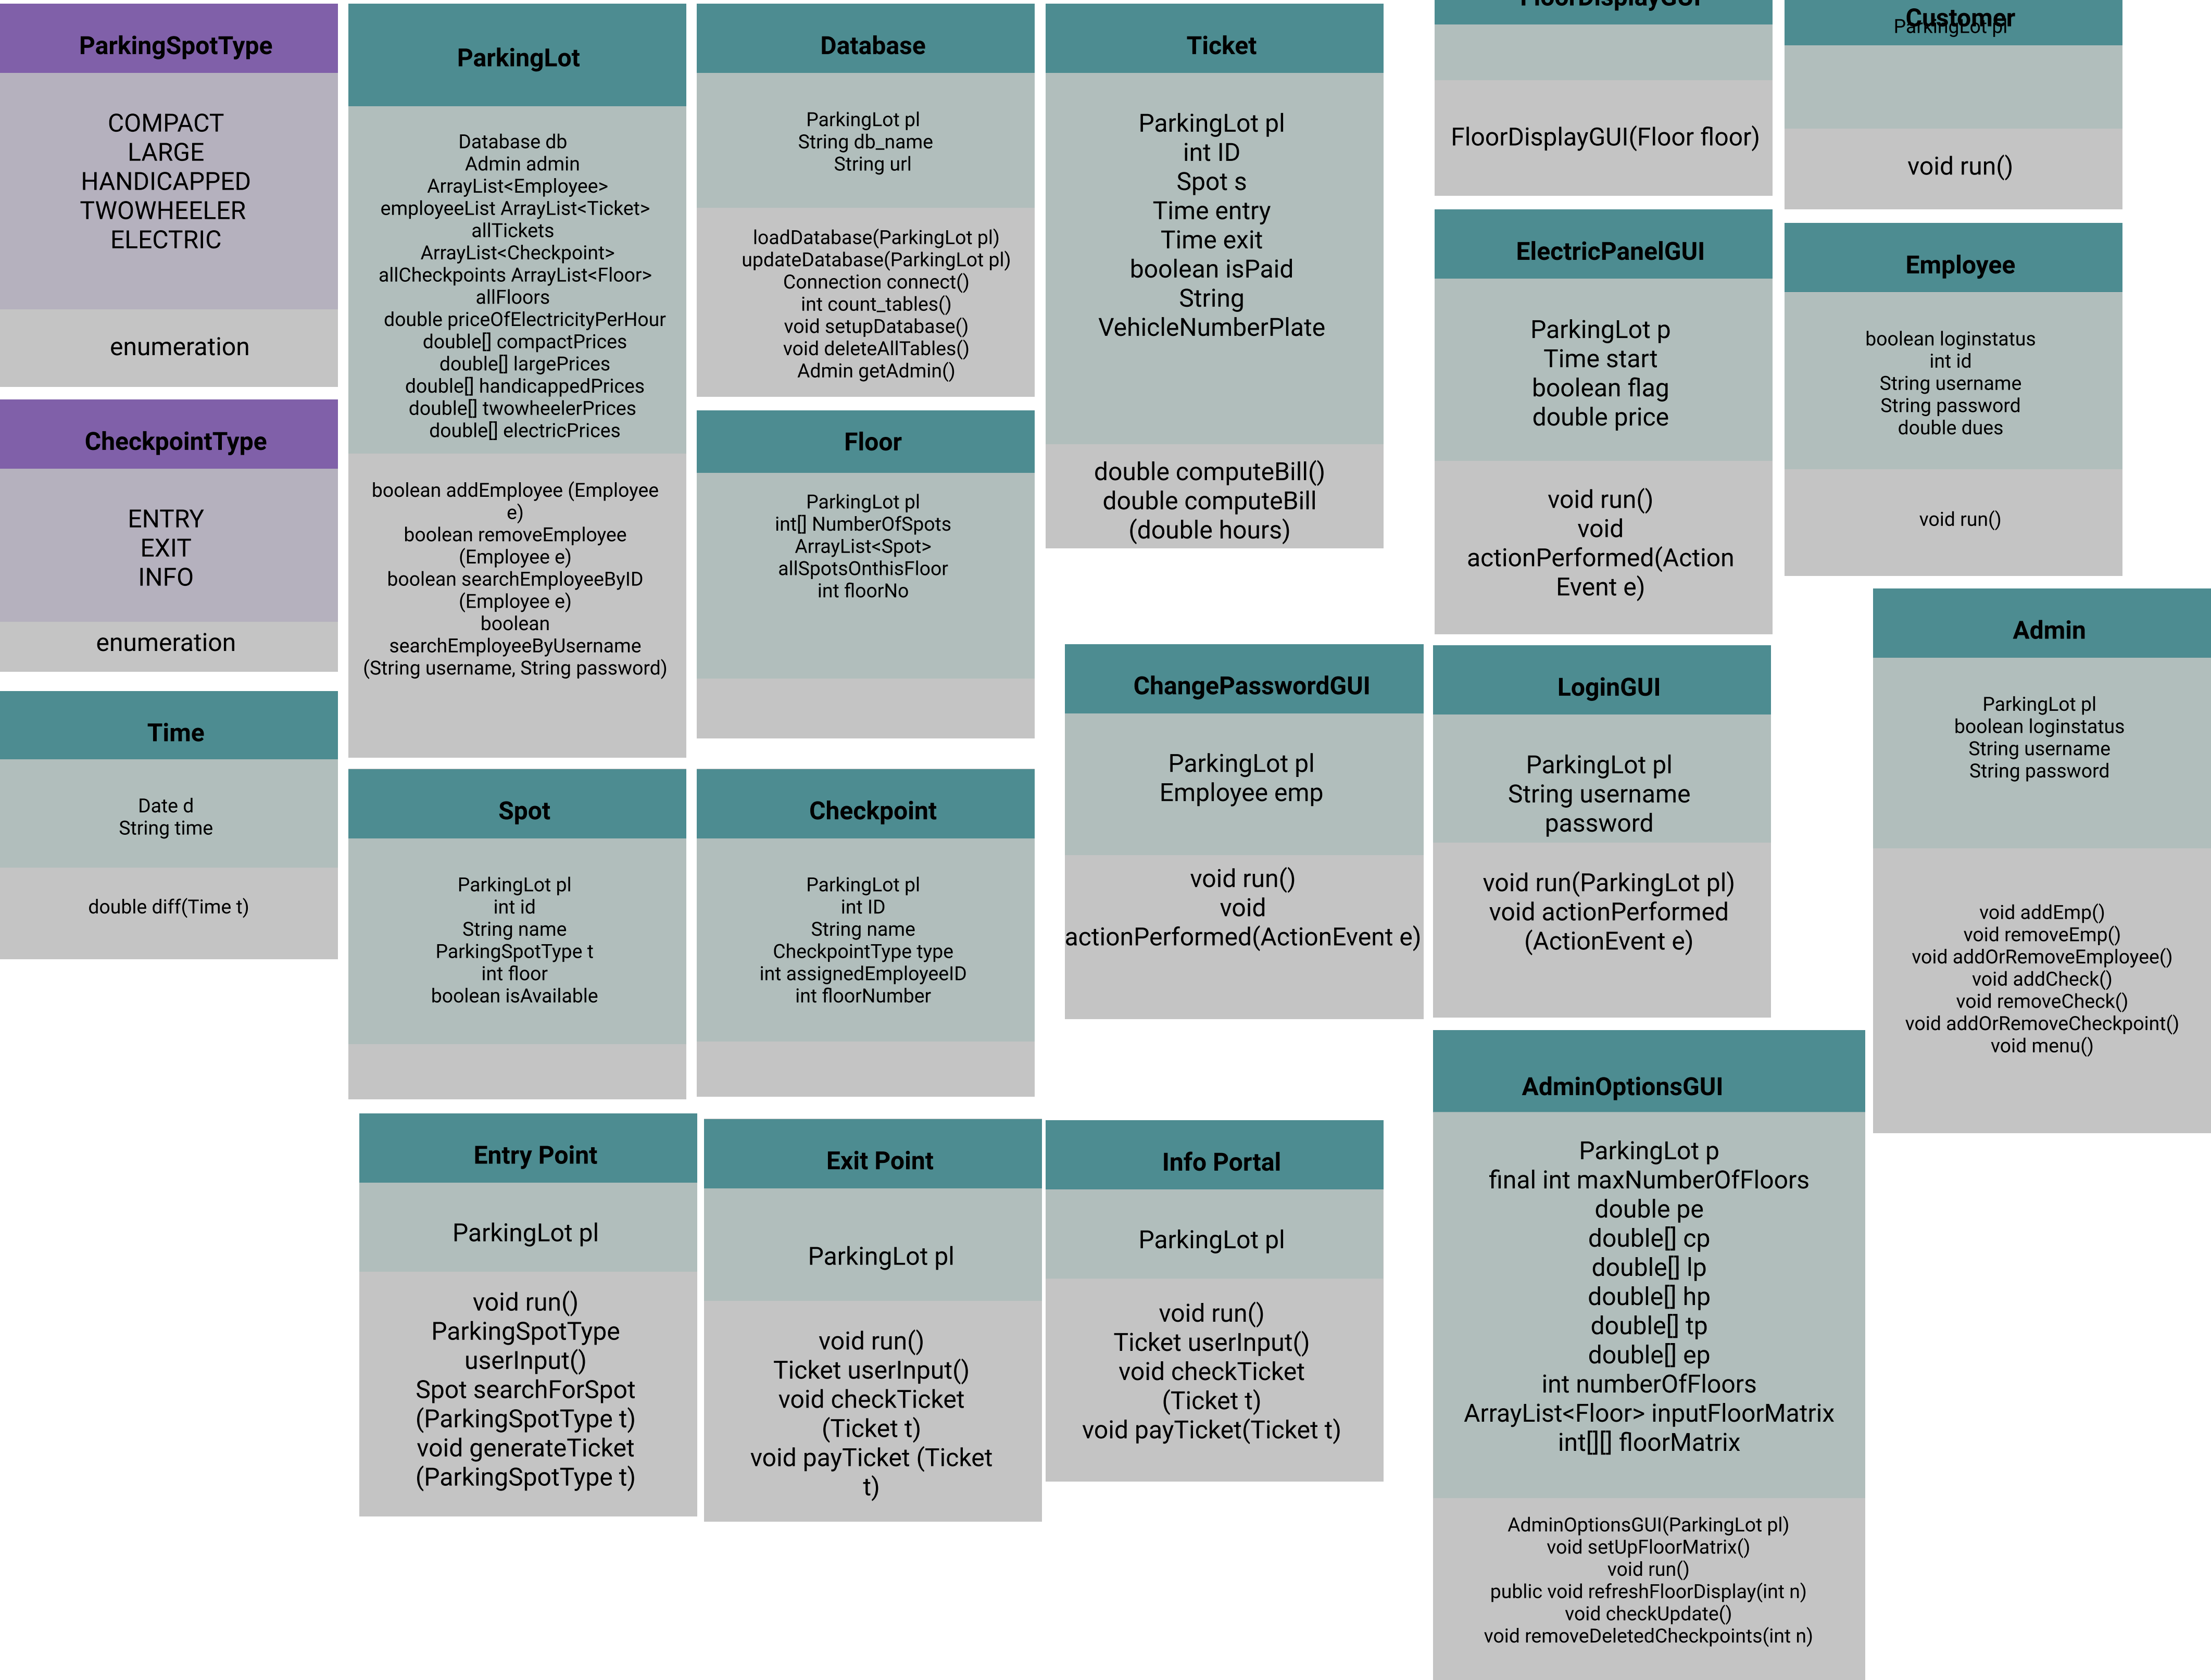 ParkingSpotType
COMPACT
LARGE
HANDICAPPED
TWOWHEELER
ELECTRIC
enumeration
CheckpointType
ENTRY
EXIT
INFO
enumeration
Time
Date d
String time
double diff(Time t)
ParkingLot
Database db
Admin admin
ArrayList<Employee>
employeeList ArrayList<Ticket>
allTickets
ArrayList<Checkpoint>
allCheckpoints ArrayList<Floor>
allFloors
double priceOfElectricityPerHour
double[] compactPrices
double[] largePrices
double[] handicappedPrices
double[] twowheelerPrices
double[] electricPrices
boolean addEmployee (Employee
e)
boolean removeEmployee
(Employee e)
boolean searchEmployeeByID
(Employee e)
boolean
searchEmployeeByUsername
(String username, String password)
Spot
ParkingLot pl
int id
String name
ParkingSpotType t
int floor
boolean isAvailable
Entry Point
ParkingLot pl
void run()
ParkingSpotType
userInput()
Spot searchForSpot
(ParkingSpotType t)
void generateTicket
(ParkingSpotType t)
Database
ParkingLot pl
String db_name
String url
loadDatabase(ParkingLot pl)
updateDatabase(ParkingLot pl)
Connection connect()
int count_tables()
void setupDatabase()
void deleteAllTables()
Admin getAdmin()
Floor
ParkingLot pl
int[] NumberOfSpots
ArrayList<Spot>
allSpotsOnthisFloor
int floorNo
Checkpoint
ParkingLot pl
int ID
String name
CheckpointType type
int assignedEmployeeID
int floorNumber
Exit Point
ParkingLot pl
void run()
Ticket userInput()
void checkTicket
(Ticket t)
void payTicket (Ticket
t)
Ticket
ParkingLot pl
int ID
Spot s
Time entry
Time exit
boolean isPaid
String
VehicleNumberPlate
double computeBill()
double computeBill
(double hours)
ChangePasswordGUI
ParkingLot pl
Employee emp
void run()
void
actionPerformed(ActionEvent e)
Info Portal
ParkingLot pl
void run()
Ticket userInput()
void checkTicket
(Ticket t)
void payTicket(Ticket t)
FloorDisplayGUI
FloorDisplayGUI(Floor floor)
ElectricPanelGUI
ParkingLot p
Time start
boolean flag
double price
void run()
void
actionPerformed(Action
Event e)
LoginGUI
ParkingLot pl
String username
password
void run(ParkingLot pl)
void actionPerformed
(ActionEvent e)
AdminOptionsGUI
ParkingLot p
final int maxNumberOfFloors
double pe
double[] cp
double[] lp
double[] hp
double[] tp
double[] ep
int numberOfFloors
ArrayList<Floor> inputFloorMatrix
int[][] floorMatrix
AdminOptionsGUI(ParkingLot pl)
void setUpFloorMatrix()
void run()
public void refreshFloorDisplay(int n)
void checkUpdate()
void removeDeletedCheckpoints(int n)
Customer
ParkingLot pl
void run()
Employee
boolean loginstatus
int id
String username
String password
double dues
void run()
Admin
ParkingLot pl
boolean loginstatus
String username
String password
void addEmp()
void removeEmp()
void addOrRemoveEmployee()
void addCheck()
void removeCheck()
void addOrRemoveCheckpoint()
void menu()